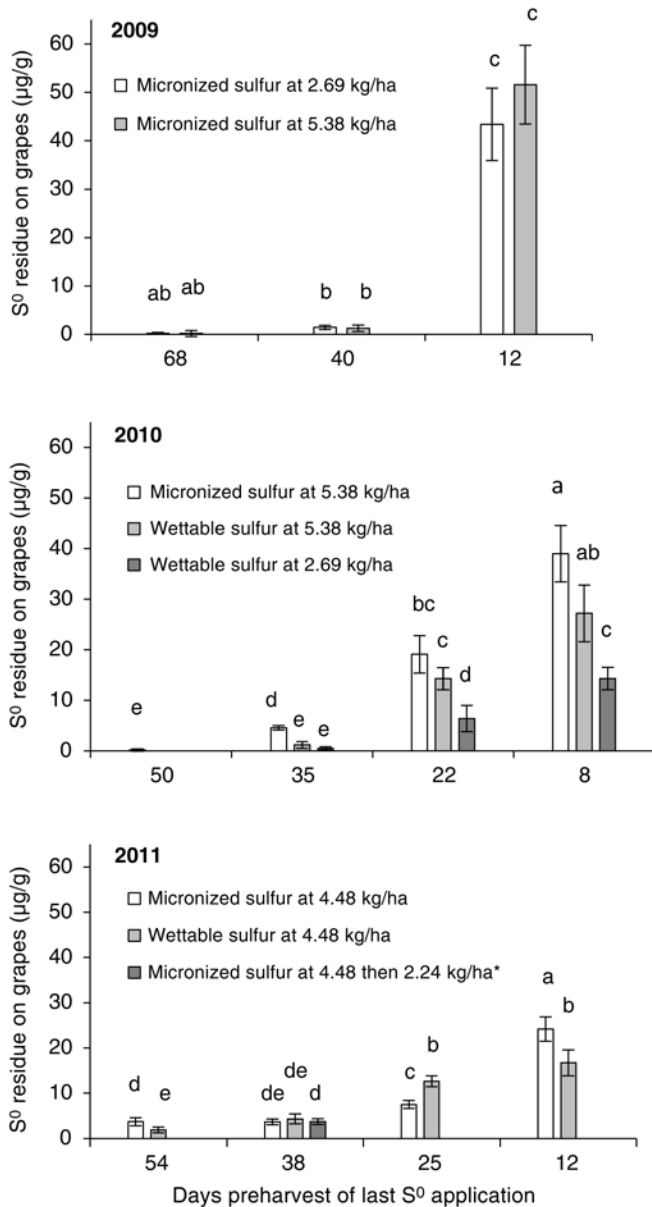 2009
Micronized sulfur at 2.69 kg/ha
Micronized sulfur at 5.38 kg/ha
S⁰ residue on grapes (µg/g)
60
50
40
30
20
10
0
ab ab b b c c
68 40 12
2010
Micronized sulfur at 5.38 kg/ha
Wettable sulfur at 5.38 kg/ha
Wettable sulfur at 2.69 kg/ha
S⁰ residue on grapes (µg/g)
60
50
40
30
20
10
0
e d e e bc c d a ab c
50 35 22 8
2011
Micronized sulfur at 4.48 kg/ha
Wettable sulfur at 4.48 kg/ha
Micronized sulfur at 4.48 then 2.24 kg/ha*
S⁰ residue on grapes (µg/g)
60
50
40
30
20
10
0
d e de de d c b a b
54 38 25 12
Days preharvest of last S⁰ application